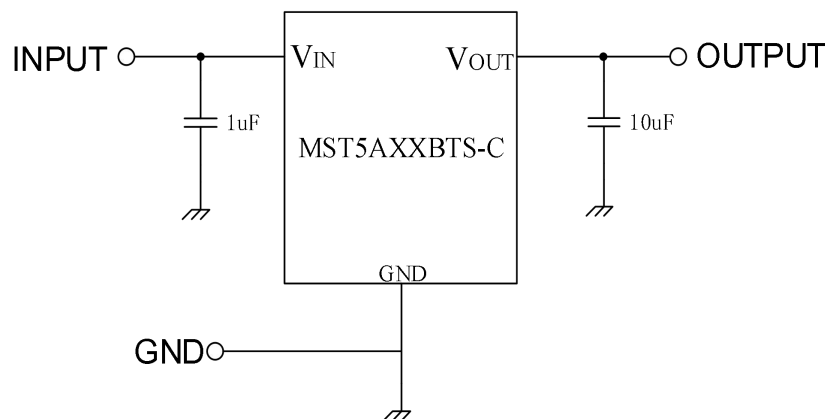 INPUT
VIN
VOUT
OUTPUT
1uF
10uF
MST5AXXBTS-C
GND
GND